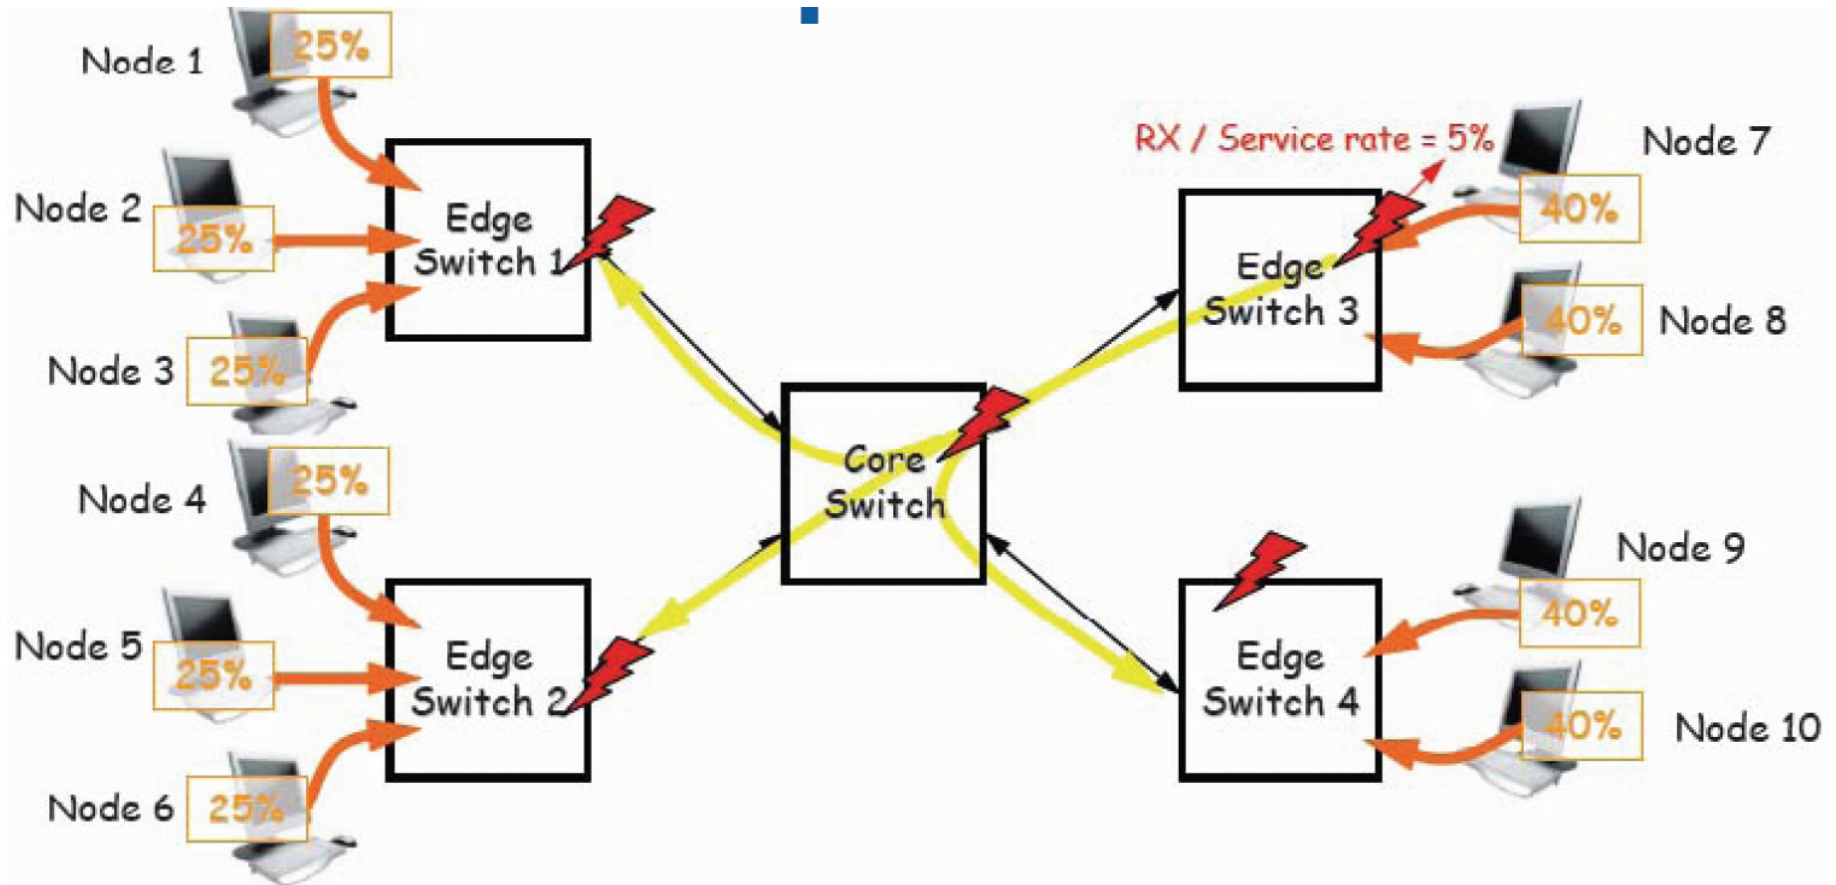 Node 1
25%
Node 2
25%
Node 3
25%
Edge
Switch 1
Node 4
25%
Node 5
25%
Node 6
25%
Edge
Switch 2
Core
Switch
RX / Service rate = 5%
Node 7
40%
Node 8
40%
Edge
Switch 3
Node 9
40%
Node 10
40%
Edge
Switch 4